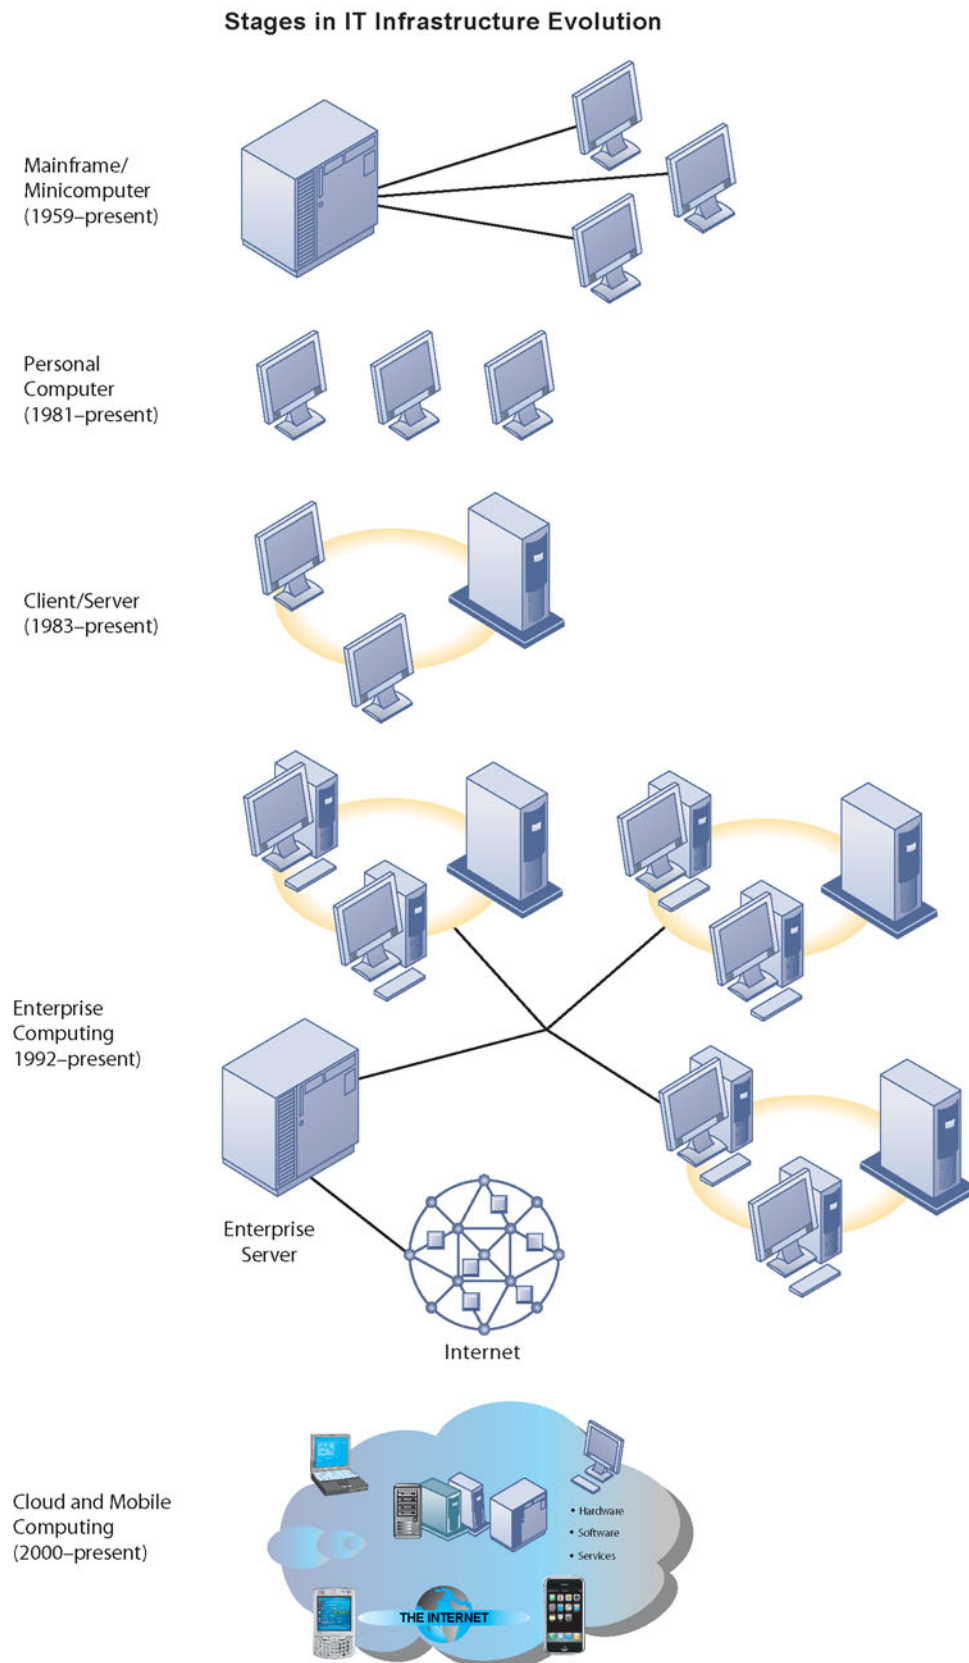 Stages in IT Infrastructure Evolution
Mainframe/
Minicomputer
(1959–present)
Personal
Computer
(1981–present)
Client/Server
(1983–present)
Enterprise
Computing
1992–present)
Enterprise
Server
Internet
Cloud and Mobile
Computing
(2000–present)
• Hardware
• Software
• Services
THE INTERNET